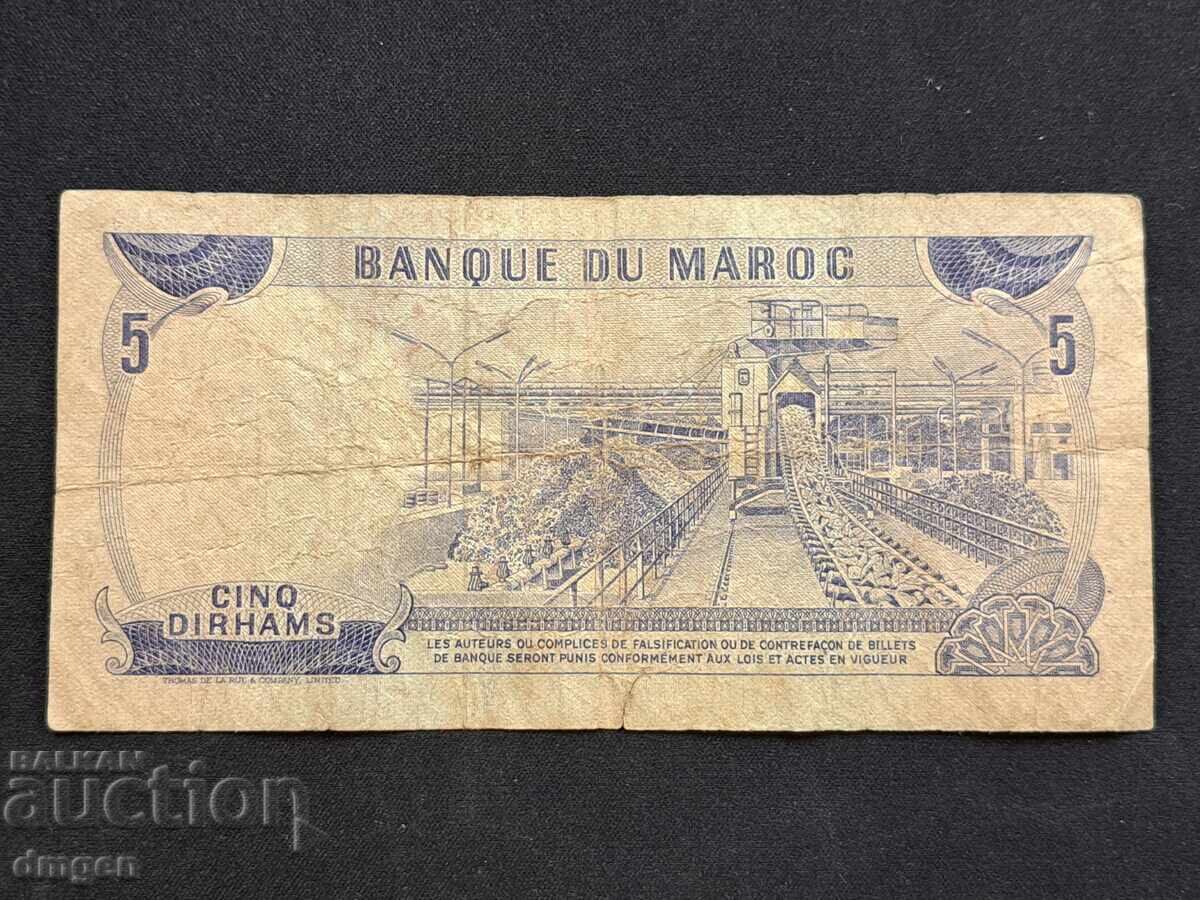 BANQUE DU MAROC
5
5
CINQ
DIRHAMS
LES AUTEURS OU COMPLICES DE FALSIFICATION OU DE CONTREFAÇON DE BILLETS
DE BANQUE SERONT PUNIS CONFORMÉMENT AUX LOIS ET ACTES EN VIGUEUR
THOMAS DE LA RUE & COMPANY, LIMITED
BALKAN
auction
dmgen